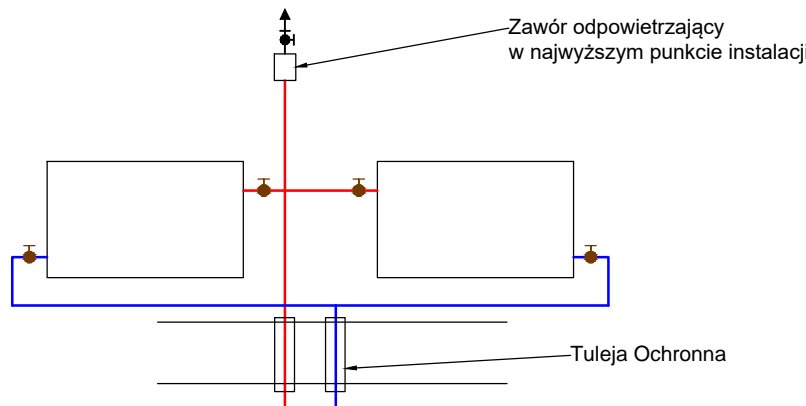 Zawór odpowietrzający
w najwyższym punkcie instalacji
Tuleja Ochronna